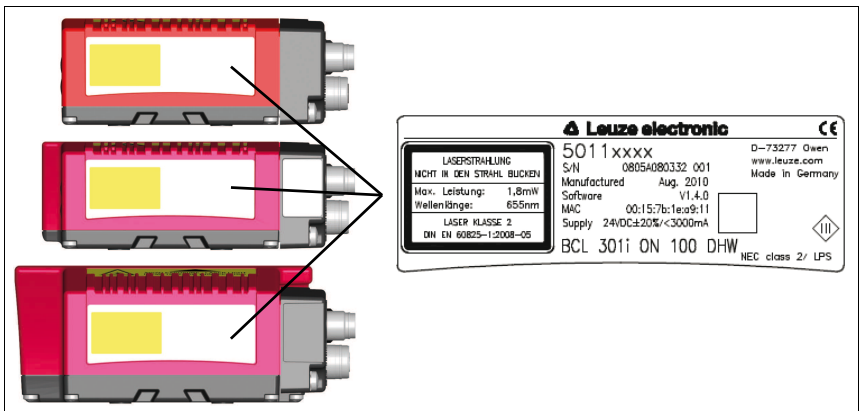 Leuze electronic
CE
LASERSTRAHLUNG
NICHT IN DEN STRAHL BLICKEN
Max. Leistung: 1,8mW
Wellenlänge: 655nm
LASER KLASSE 2
DIN EN 60825-1:2008-05
5011xxxx
S/N 0805A080332 001
Manufactured Aug. 2010
Software V1.4.0
MAC 00:15:7b:1e:a9:11
Supply 24VDC±20%/<3000mA
BCL 301i ON 100 DHW
D-73277 Owen
www.leuze.com
Made in Germany
III
NEC class 2/ LPS